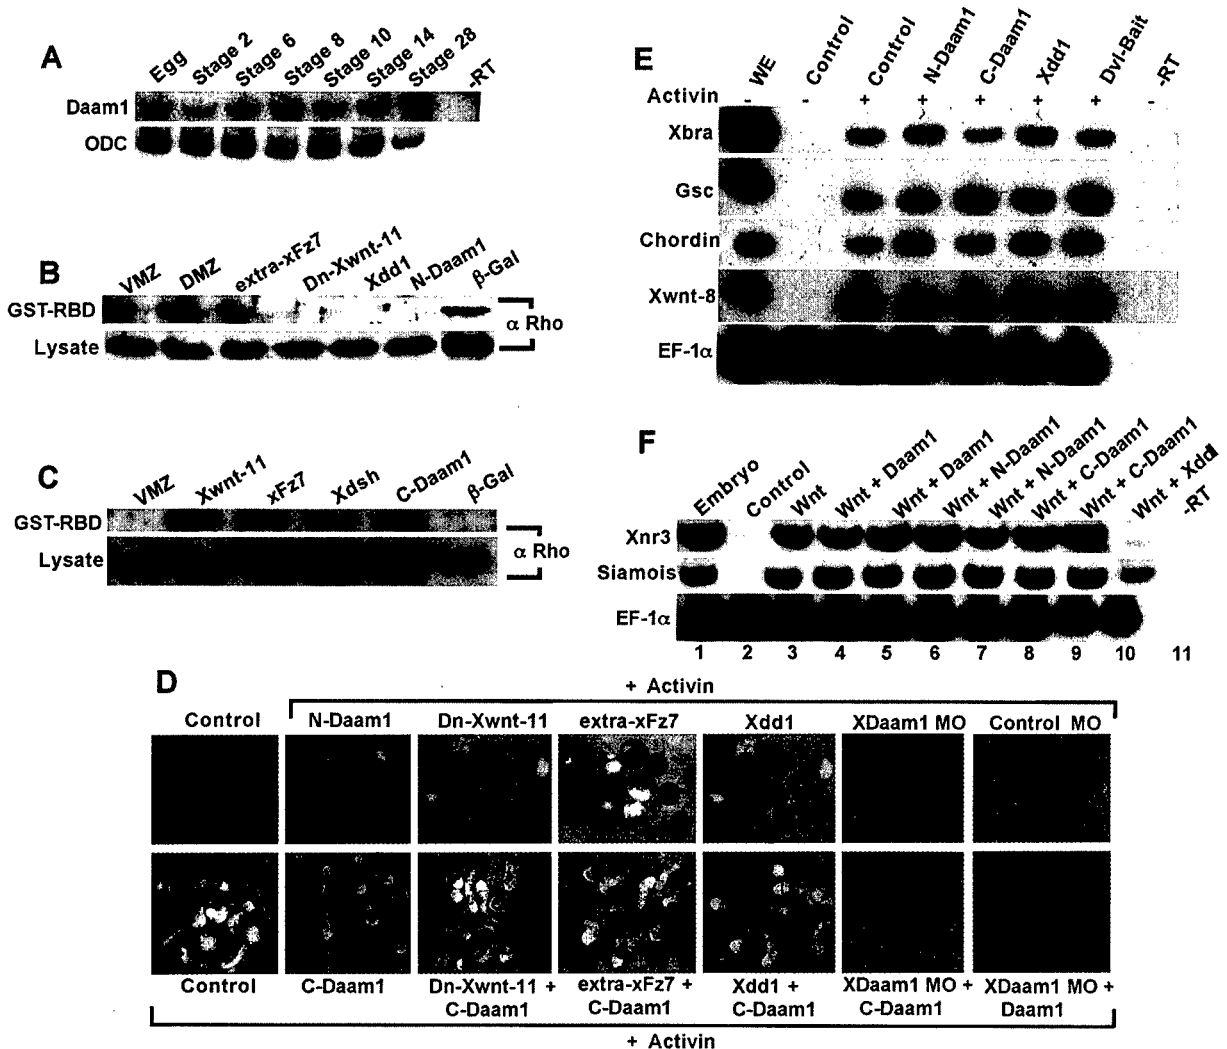 A
Egg
Stage 2
Stage 6
Stage 8
Stage 10
Stage 14
Stage 28
-RT
Daam1
ODC
B
VMZ
DMZ
extra-xFz7
Dn-Xwnt-11
Xdd1
N-Daam1
β-Gal
GST-RBD
α Rho
Lysate
C
VMZ
Xwnt-11
xFz7
Xdsh
C-Daam1
β-Gal
GST-RBD
α Rho
Lysate
E
WE
Control
Control
N-Daam1
C-Daam1
Xdd1
Dvl-Bait
-RT
Activin - - + + + + + -
Xbra
Gsc
Chordin
Xwnt-8
EF-1α
F
Embryo
Control
Wnt
Wnt + Daam1
Wnt + Daam1
Wnt + N-Daam1
Wnt + N-Daam1
Wnt + C-Daam1
Wnt + C-Daam1
Wnt + Xdd1
-RT
Xnr3
Siamois
EF-1α
1 2 3 4 5 6 7 8 9 10 11
D
+ Activin
Control N-Daam1 Dn-Xwnt-11 extra-xFz7 Xdd1 XDaam1 MO Control MO
Control C-Daam1 Dn-Xwnt-11 + extra-xFz7 + Xdd1 + XDaam1 MO + XDaam1 MO +
C-Daam1 C-Daam1 C-Daam1 C-Daam1 Daam1
+ Activin